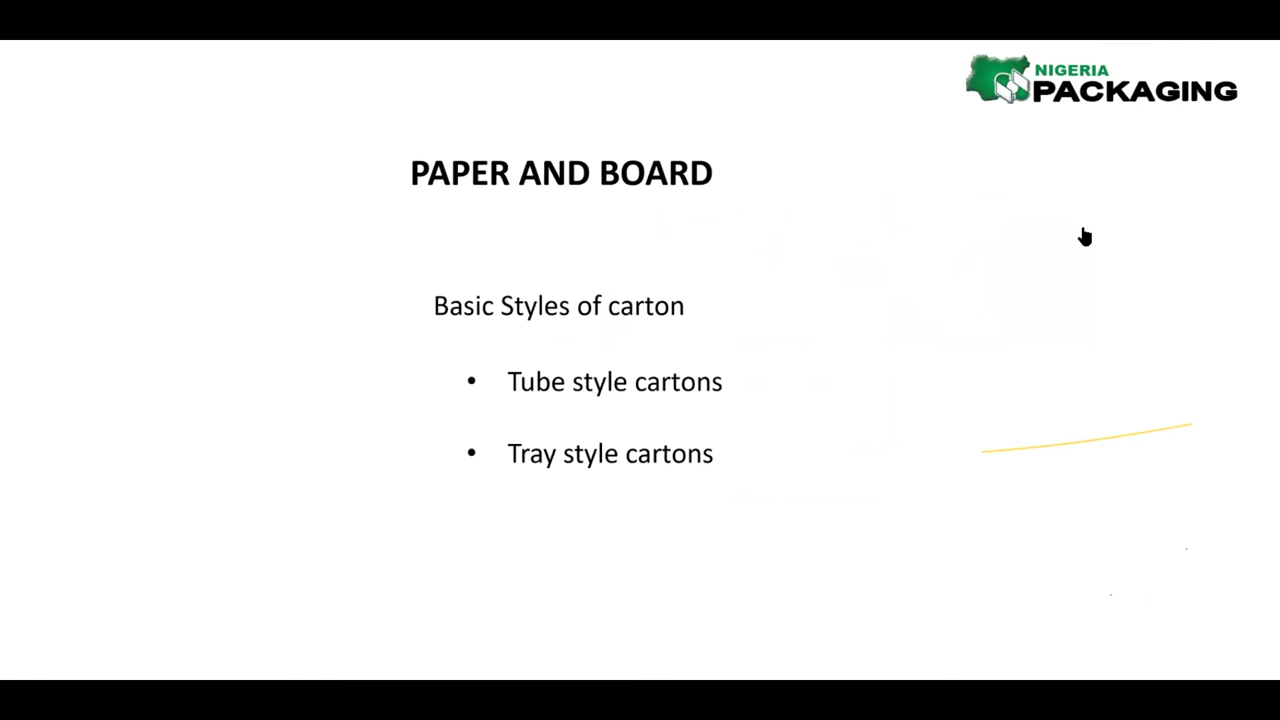 NIGERIA
PACKAGING
PAPER AND BOARD
Basic Styles of carton
• Tube style cartons
• Tray style cartons